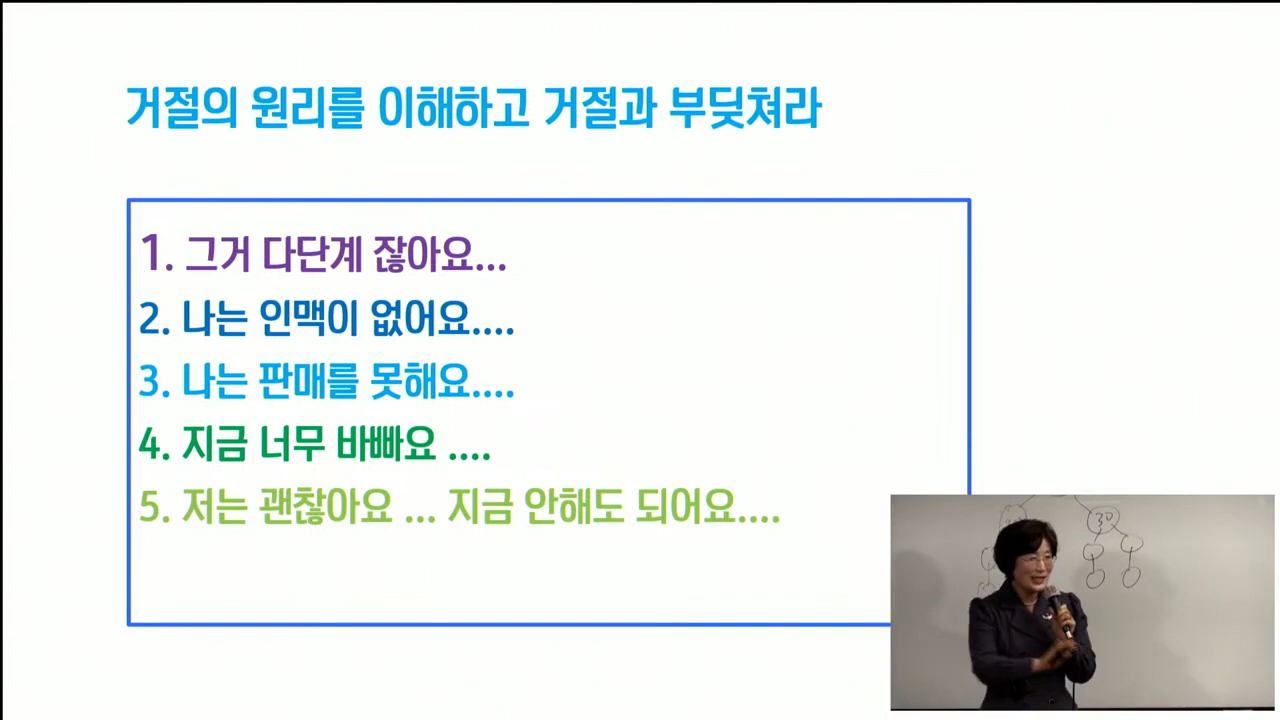 거절의 원리를 이해하고 거절과 부딪쳐라
1. 그거 다단계 잖아요...
2. 나는 인맥이 없어요....
3. 나는 판매를 못해요....
4. 지금 너무 바빠요 ....
5. 저는 괜찮아요 ... 지금 안해도 되어요....
30